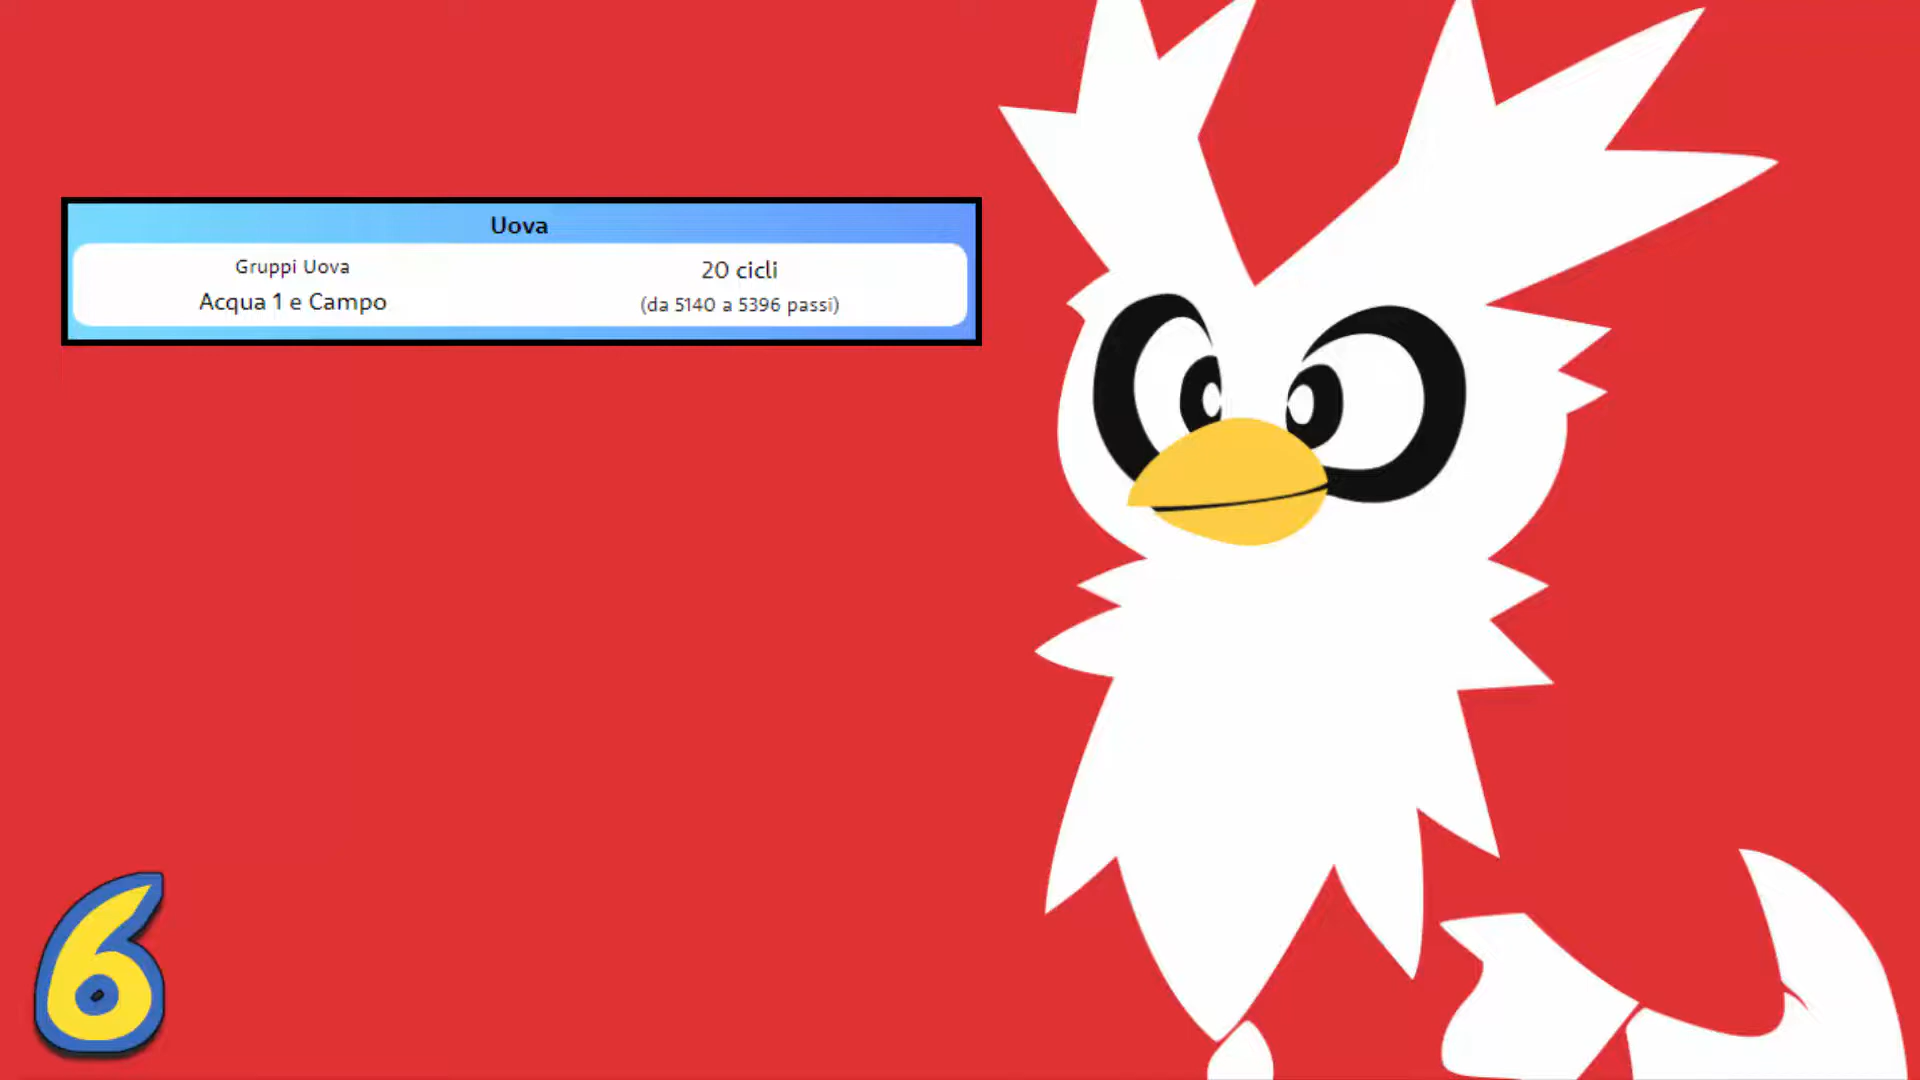 Uova
Gruppi Uova
Acqua 1 e Campo
20 cicli
(da 5140 a 5396 passi)
6